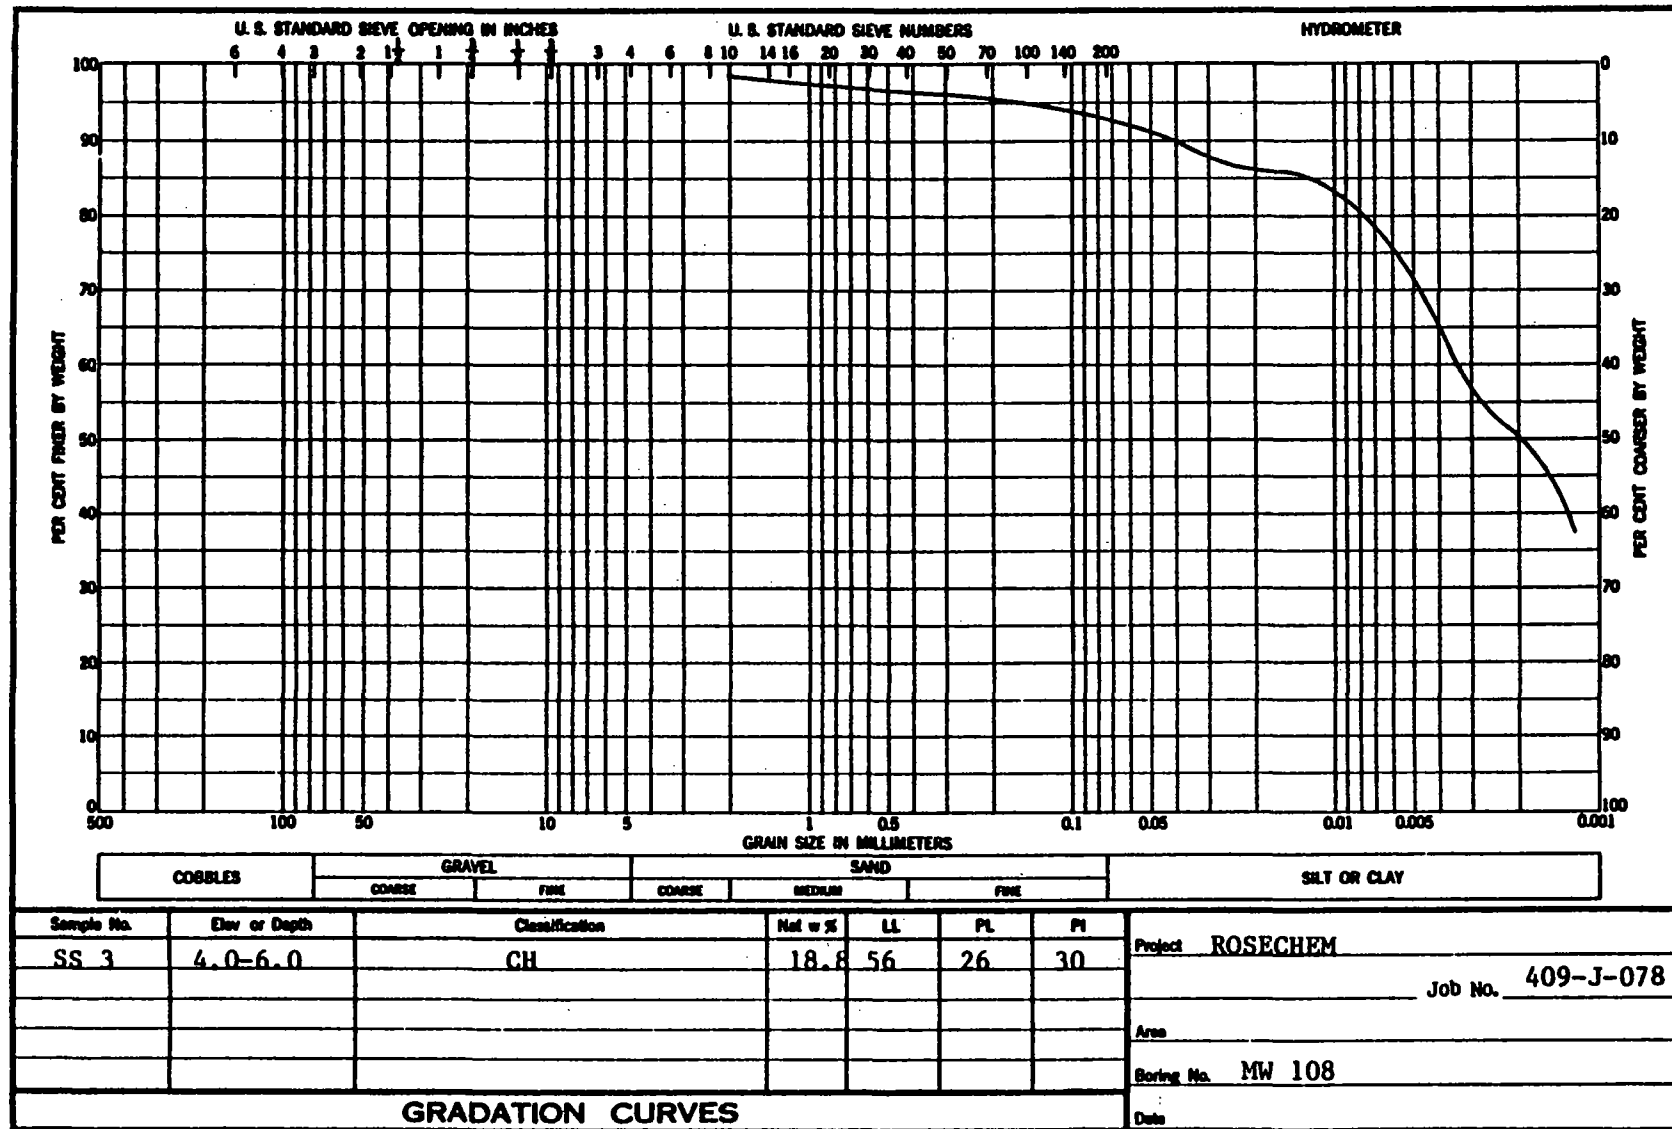 U. S. STANDARD SIEVE OPENING IN INCHES
U. S. STANDARD SIEVE NUMBERS
HYDROMETER
6 4 3 2 1½ 1 ¾ ½ ⅜ 3 4 6 8 10 14 16 20 30 40 50 70 100 140 200
100 0
90 10
80 20
70 30
60 40
50 50
40 60
30 70
20 80
10 90
0 100
PER CENT FINER BY WEIGHT
PER CENT COARSER BY WEIGHT
500 100 50 10 5 1 0.5 0.1 0.05 0.01 0.005 0.001
GRAIN SIZE IN MILLIMETERS
COBBLES GRAVEL SAND SILT OR CLAY
COARSE FINE COARSE MEDIUM FINE
Sample No. Elev or Depth Classification Nat w % LL PL PI
SS 3 4.0-6.0 CH 18.8 56 26 30
Project ROSECHEM
Job No. 409-J-078
Area
Boring No. MW 108
Date
GRADATION CURVES